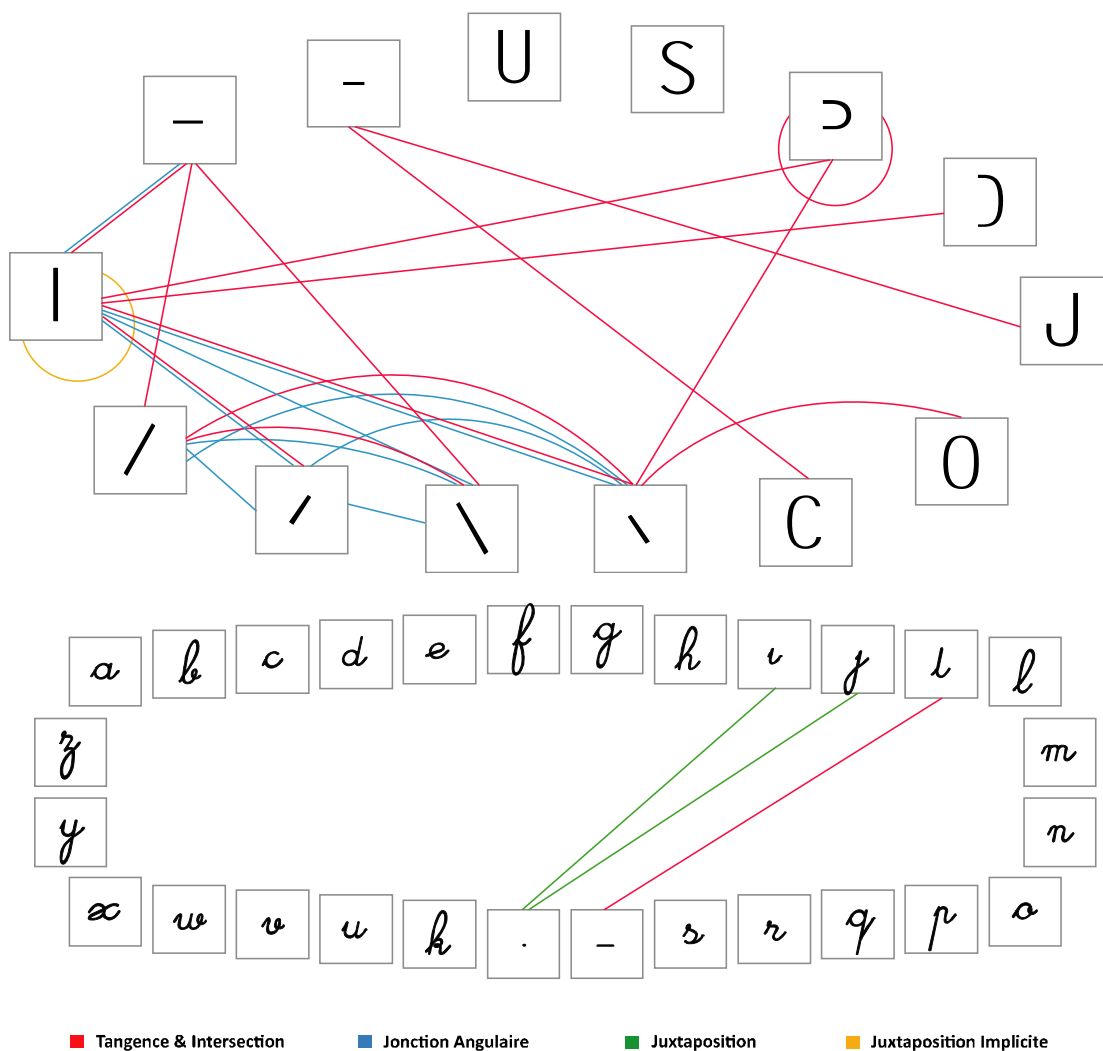 U S
– –
⊃
Ɔ
|
J
/ / \ \
C
O
a b c d e f g h ı ȷ l l
z
m
y
n
x w v u k . – s r q p o
Tangence & Intersection Jonction Angulaire Juxtaposition Juxtaposition Implicite